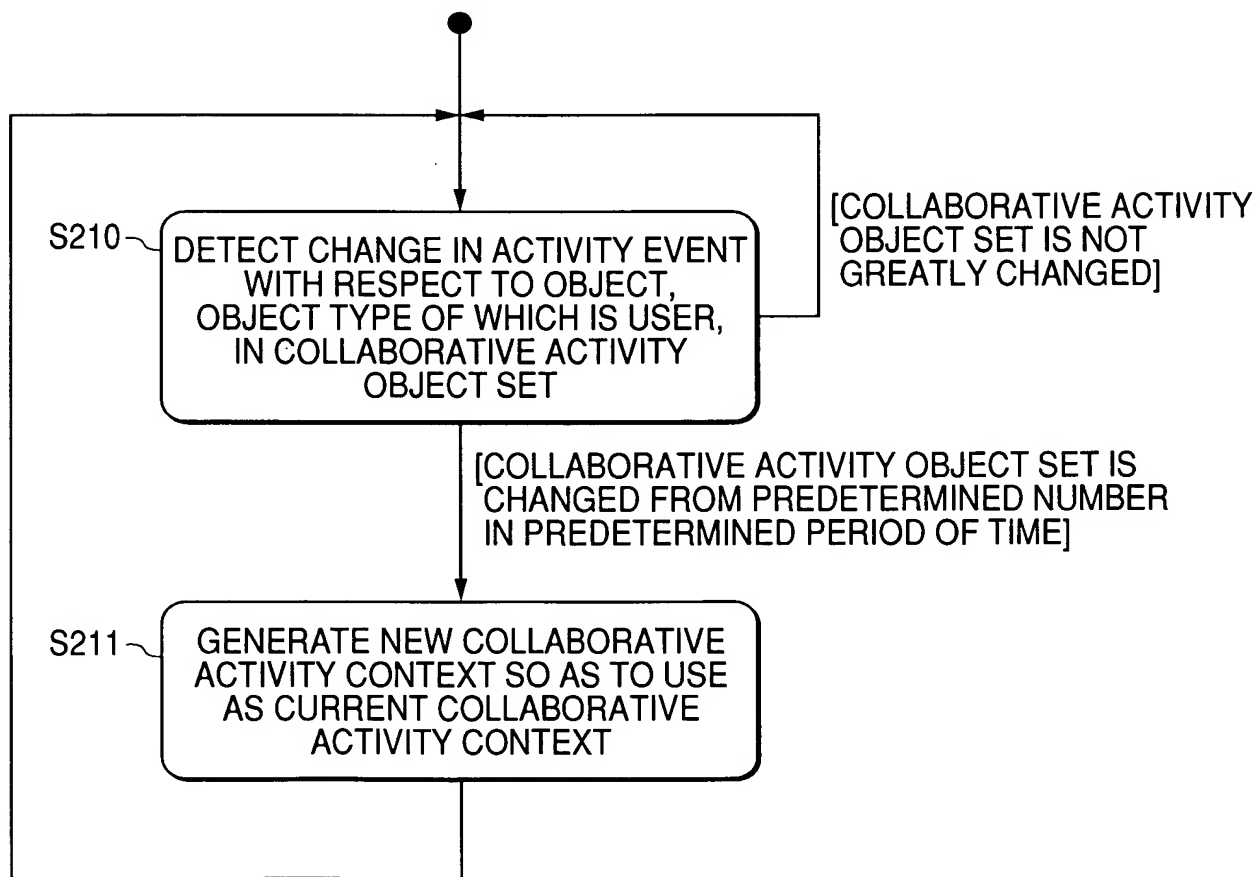 S210
DETECT CHANGE IN ACTIVITY EVENT
WITH RESPECT TO OBJECT,
OBJECT TYPE OF WHICH IS USER,
IN COLLABORATIVE ACTIVITY
OBJECT SET
[COLLABORATIVE ACTIVITY
OBJECT SET IS NOT
GREATLY CHANGED]
[COLLABORATIVE ACTIVITY OBJECT SET IS
CHANGED FROM PREDETERMINED NUMBER
IN PREDETERMINED PERIOD OF TIME]
S211
GENERATE NEW COLLABORATIVE
ACTIVITY CONTEXT SO AS TO USE
AS CURRENT COLLABORATIVE
ACTIVITY CONTEXT